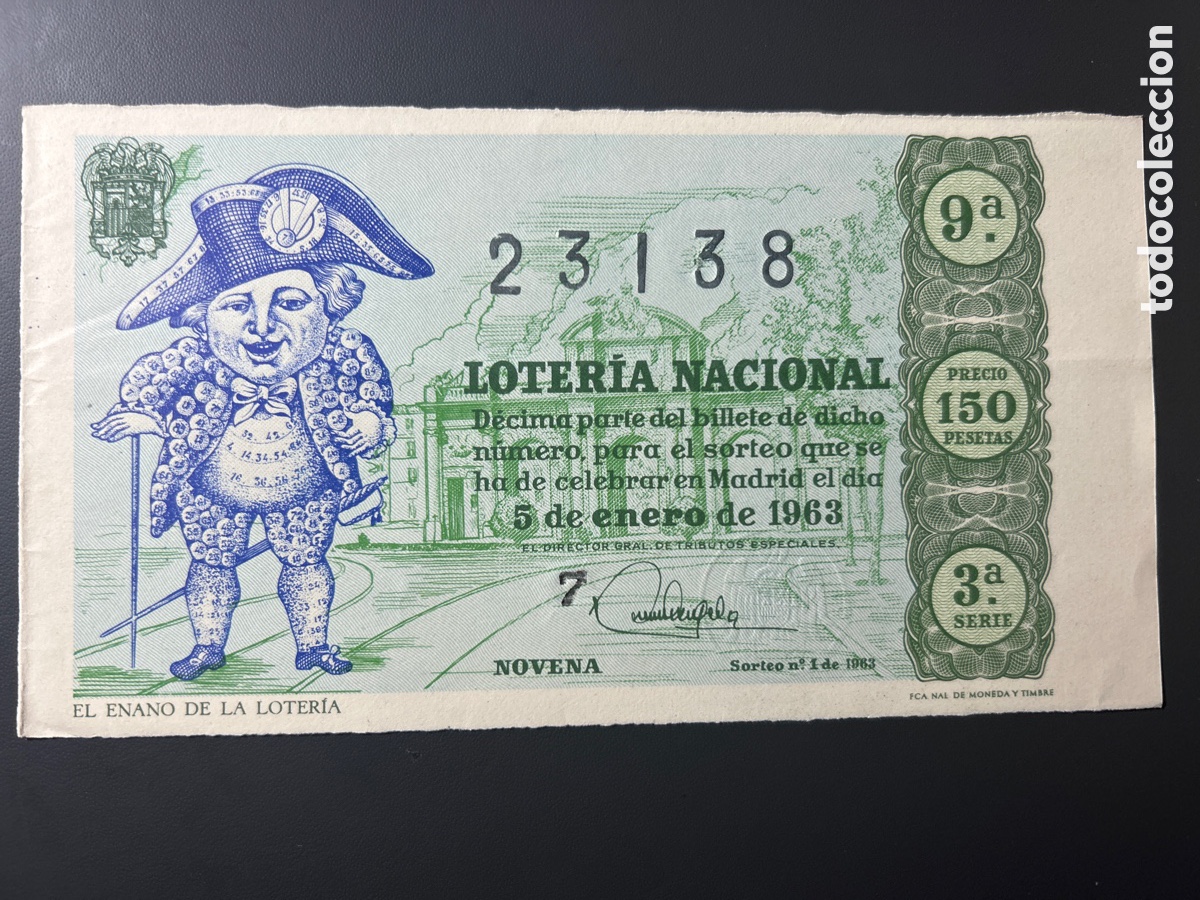 23138
LOTERÍA NACIONAL
Décima parte del billete de dicho
número, para el sorteo que se
ha de celebrar en Madrid el día
5 de enero de 1963
EL DIRECTOR GRAL. DE TRIBUTOS ESPECIALES.
7
NOVENA
Sorteo nº 1 de 1963
9ª
PRECIO
150
PESETAS
3ª
SERIE
EL ENANO DE LA LOTERÍA
FCA. NAL. DE MONEDA Y TIMBRE
todocoleccion